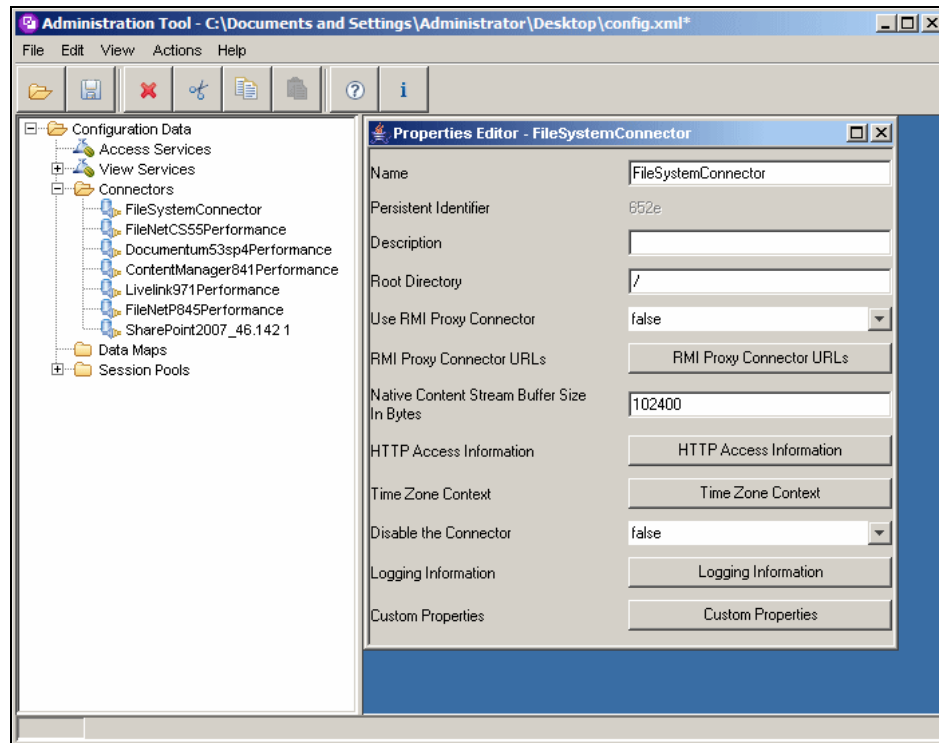 Administration Tool - C:\Documents and Settings\Administrator\Desktop\config.xml*
File Edit View Actions Help
Configuration Data
Access Services
View Services
Connectors
FileSystemConnector
FileNetCS55Performance
Documentum53sp4Performance
ContentManager841Performance
Livelink971Performance
FileNetP845Performance
SharePoint2007_46.142 1
Data Maps
Session Pools
Properties Editor - FileSystemConnector
Name FileSystemConnector
Persistent Identifier 652e
Description
Root Directory /
Use RMI Proxy Connector false
RMI Proxy Connector URLs RMI Proxy Connector URLs
Native Content Stream Buffer Size
In Bytes 102400
HTTP Access Information HTTP Access Information
Time Zone Context Time Zone Context
Disable the Connector false
Logging Information Logging Information
Custom Properties Custom Properties